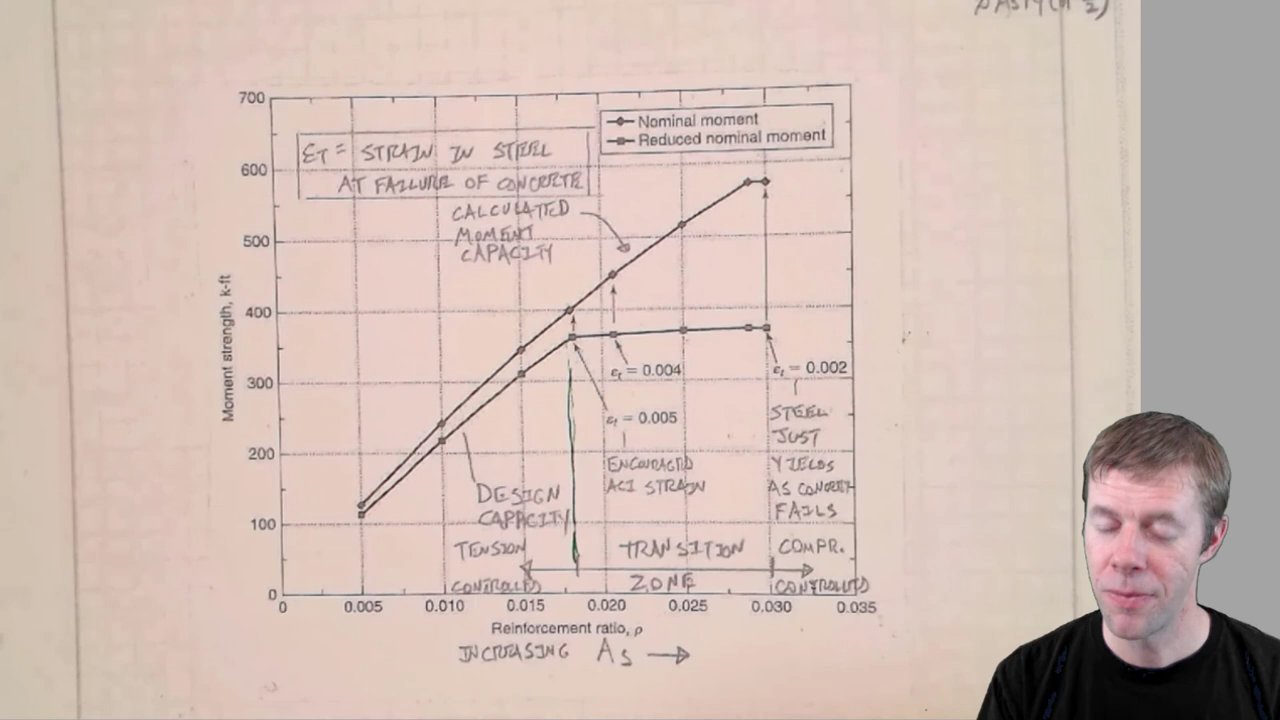 700
600
500
400
300
200
100
0
Moment strength, k-ft
Nominal moment
Reduced nominal moment
ƐT = STRAIN IN STEEL
AT FAILURE OF CONCRETE
CALCULATED
MOMENT
CAPACITY
εt = 0.004
εt = 0.002
εt = 0.005
STEEL
JUST
YIELDS
AS CONCRET
FAILS
ENCOURAGED
ACI STRAIN
DESIGN
CAPACITY
TENSION
CONTROLLED
TRANSITION
ZONE
COMPR.
CONTROLLED
0 0.005 0.010 0.015 0.020 0.025 0.030 0.035
Reinforcement ratio, ρ
INCREASING AS